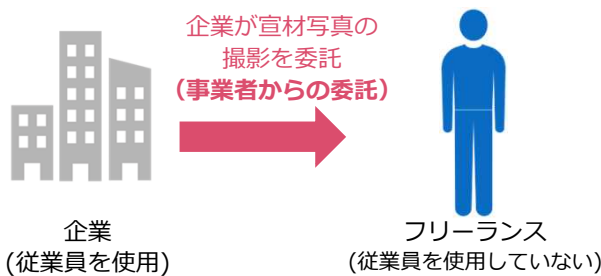 企業が宣材写真の
撮影を委託
（事業者からの委託）
企業
(従業員を使用)
フリーランス
(従業員を使用していない)